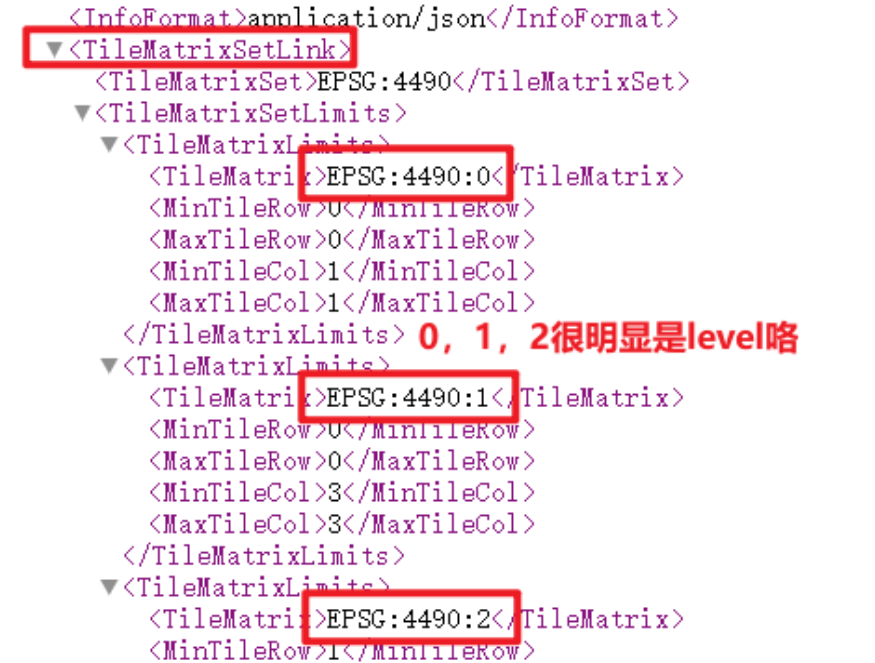 <InfoFormat>application/json</InfoFormat>
▼<TileMatrixSetLink>
<TileMatrixSet>EPSG:4490</TileMatrixSet>
▼<TileMatrixSetLimits>
▼<TileMatrixLimits>
<TileMatrix>EPSG:4490:0</TileMatrix>
<MinTileRow>0</MinTileRow>
<MaxTileRow>0</MaxTileRow>
<MinTileCol>1</MinTileCol>
<MaxTileCol>1</MaxTileCol>
</TileMatrixLimits>
0，1，2很明显是level咯
▼<TileMatrixLimits>
<TileMatrix>EPSG:4490:1</TileMatrix>
<MinTileRow>0</MinTileRow>
<MaxTileRow>0</MaxTileRow>
<MinTileCol>3</MinTileCol>
<MaxTileCol>3</MaxTileCol>
</TileMatrixLimits>
▼<TileMatrixLimits>
<TileMatrix>EPSG:4490:2</TileMatrix>
<MinTileRow>1</MinTileRow>